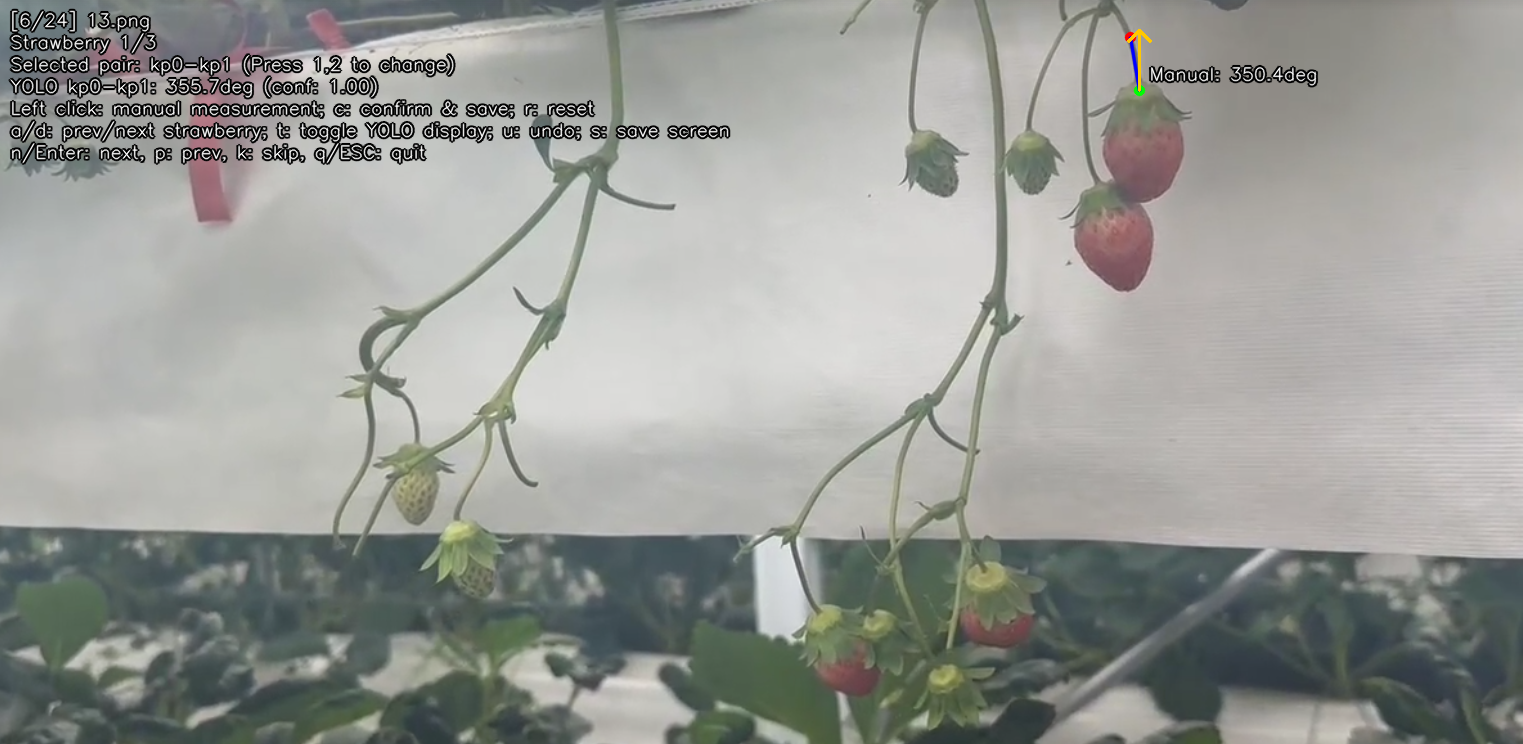 [6/24] 13.png
Strawberry 1/3
Selected pair: kp0-kp1 (Press 1,2 to change)
YOLO kp0-kp1: 355.7deg (conf: 1.00)
Left click: manual measurement; c: confirm & save; r: reset
a/d: prev/next strawberry; t: toggle YOLO display; u: undo; s: save screen
n/Enter: next, p: prev, k: skip, q/ESC: quit
Manual: 350.4deg